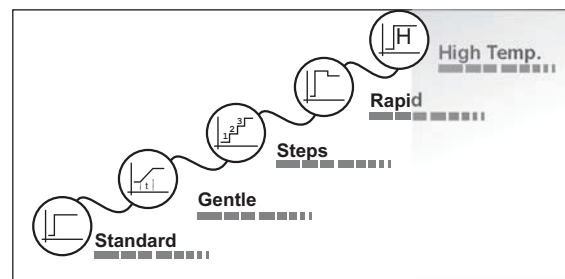 H
High Temp.
Rapid
3
2
1
Steps
t
Gentle
Standard